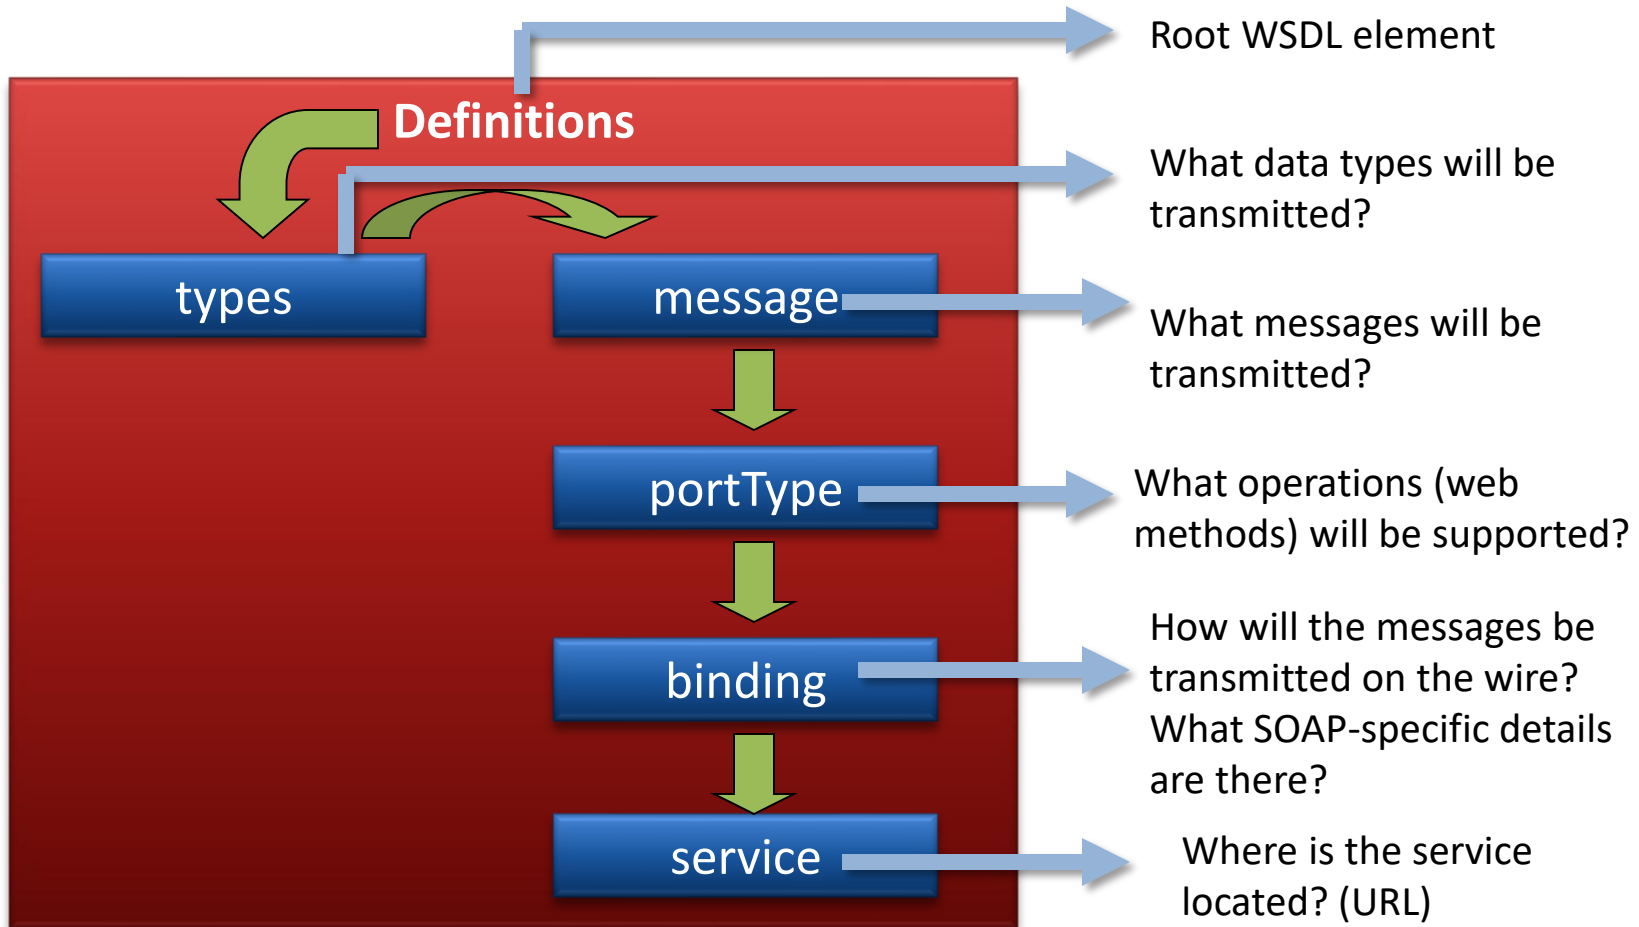 Root WSDL element
Definitions
What data types will be
transmitted?
types
message
What messages will be
transmitted?
portType
What operations (web
methods) will be supported?
binding
How will the messages be
transmitted on the wire?
What SOAP-specific details
are there?
service
Where is the service
located? (URL)